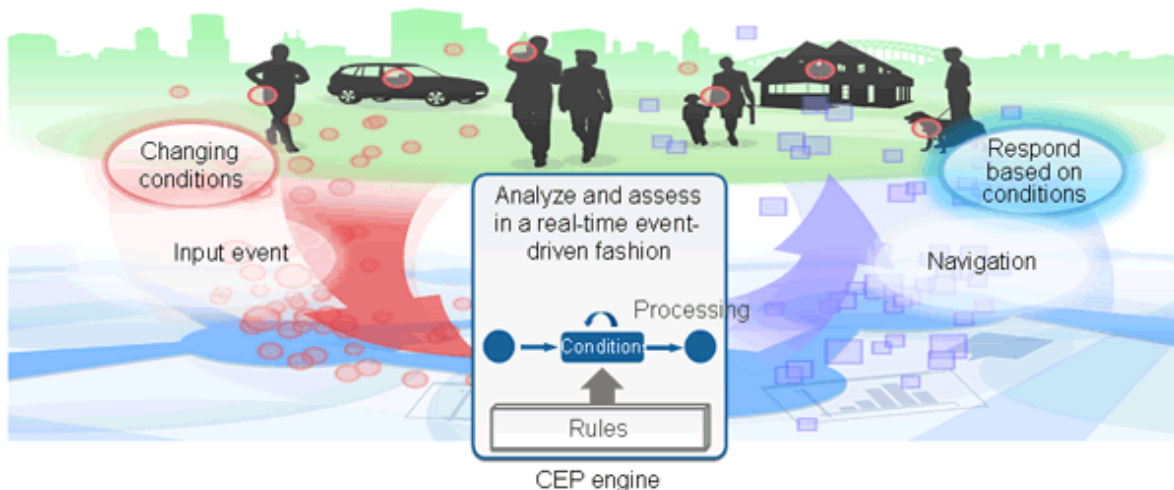 Changing
conditions
Respond
based on
conditions
Analyze and assess
in a real-time event-
driven fashion
Input event
Navigation
Processing
Conditions
Rules
CEP engine